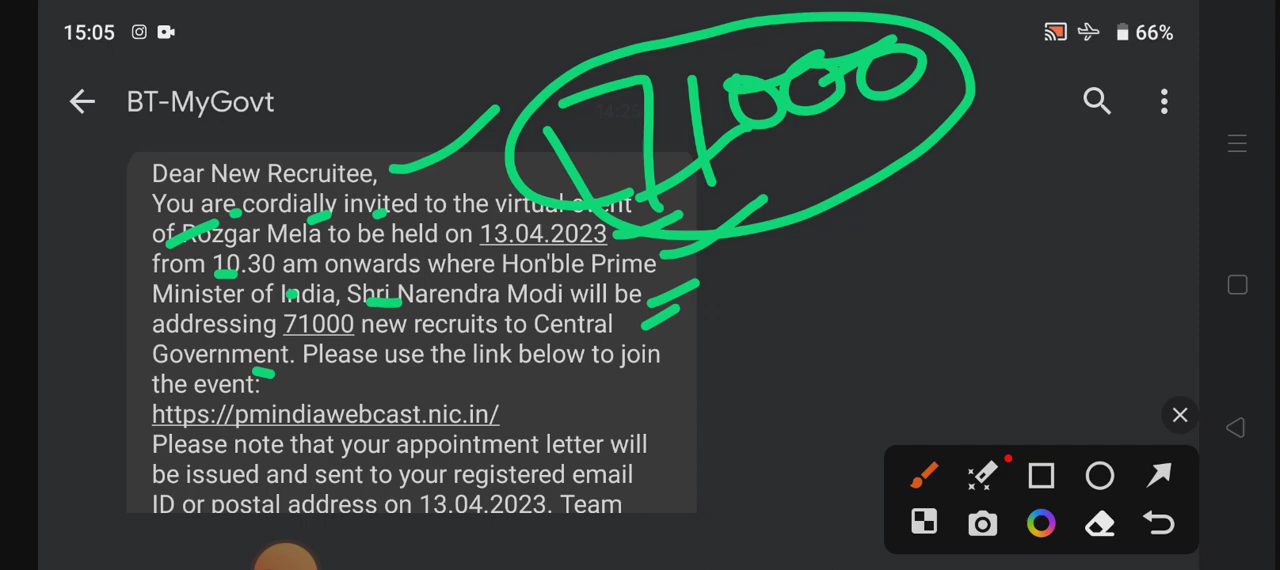 15:05
66%
BT-MyGovt
71000
Dear New Recruitee,
You are cordially invited to the virtual event
of Rozgar Mela to be held on 13.04.2023
from 10.30 am onwards where Hon'ble Prime
Minister of India, Shri Narendra Modi will be
addressing 71000 new recruits to Central
Government. Please use the link below to join
the event:
https://pmindiawebcast.nic.in/
Please note that your appointment letter will
be issued and sent to your registered email
ID or postal address on 13.04.2023. Team